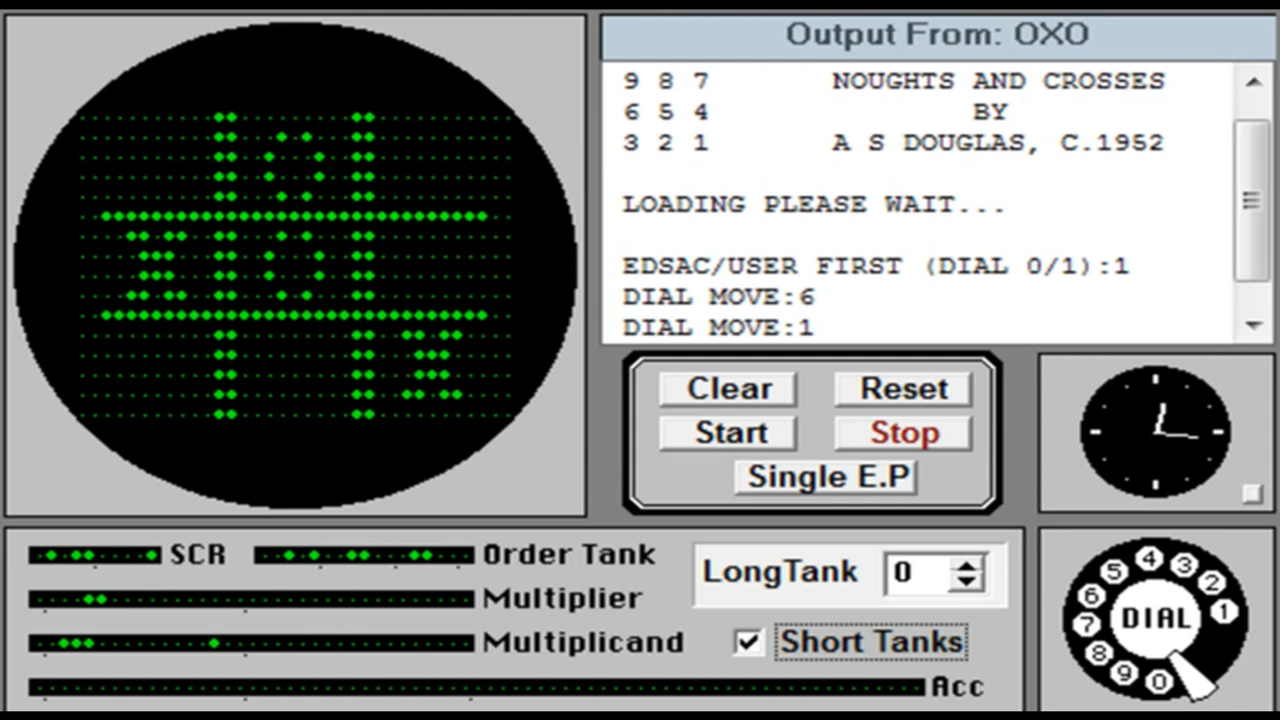 Output From: OXO
9 8 7 NOUGHTS AND CROSSES
6 5 4 BY
3 2 1 A S DOUGLAS, C.1952
LOADING PLEASE WAIT...
EDSAC/USER FIRST (DIAL 0/1):1
DIAL MOVE:6
DIAL MOVE:1
Clear Reset
Start Stop
Single E.P
SCR Order Tank
Multiplier
Multiplicand
Acc
LongTank 0
Short Tanks
4 3 2 1 5 6 7 8 9 0
DIAL